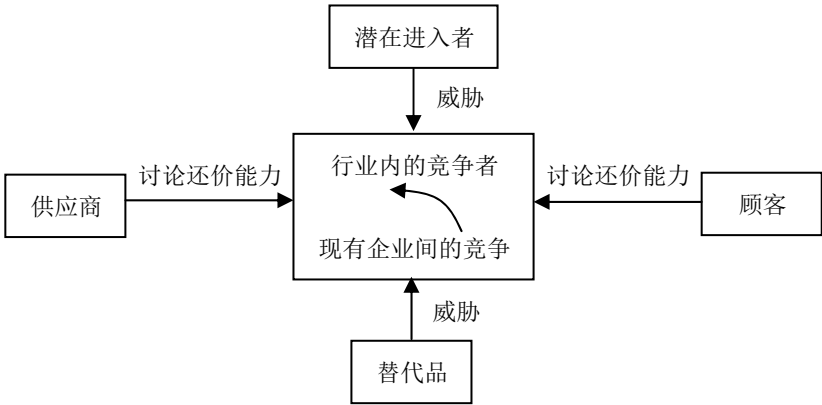 潜在进入者
威胁
行业内的竞争者
讨论还价能力
讨论还价能力
供应商
顾客
现有企业间的竞争
威胁
替代品